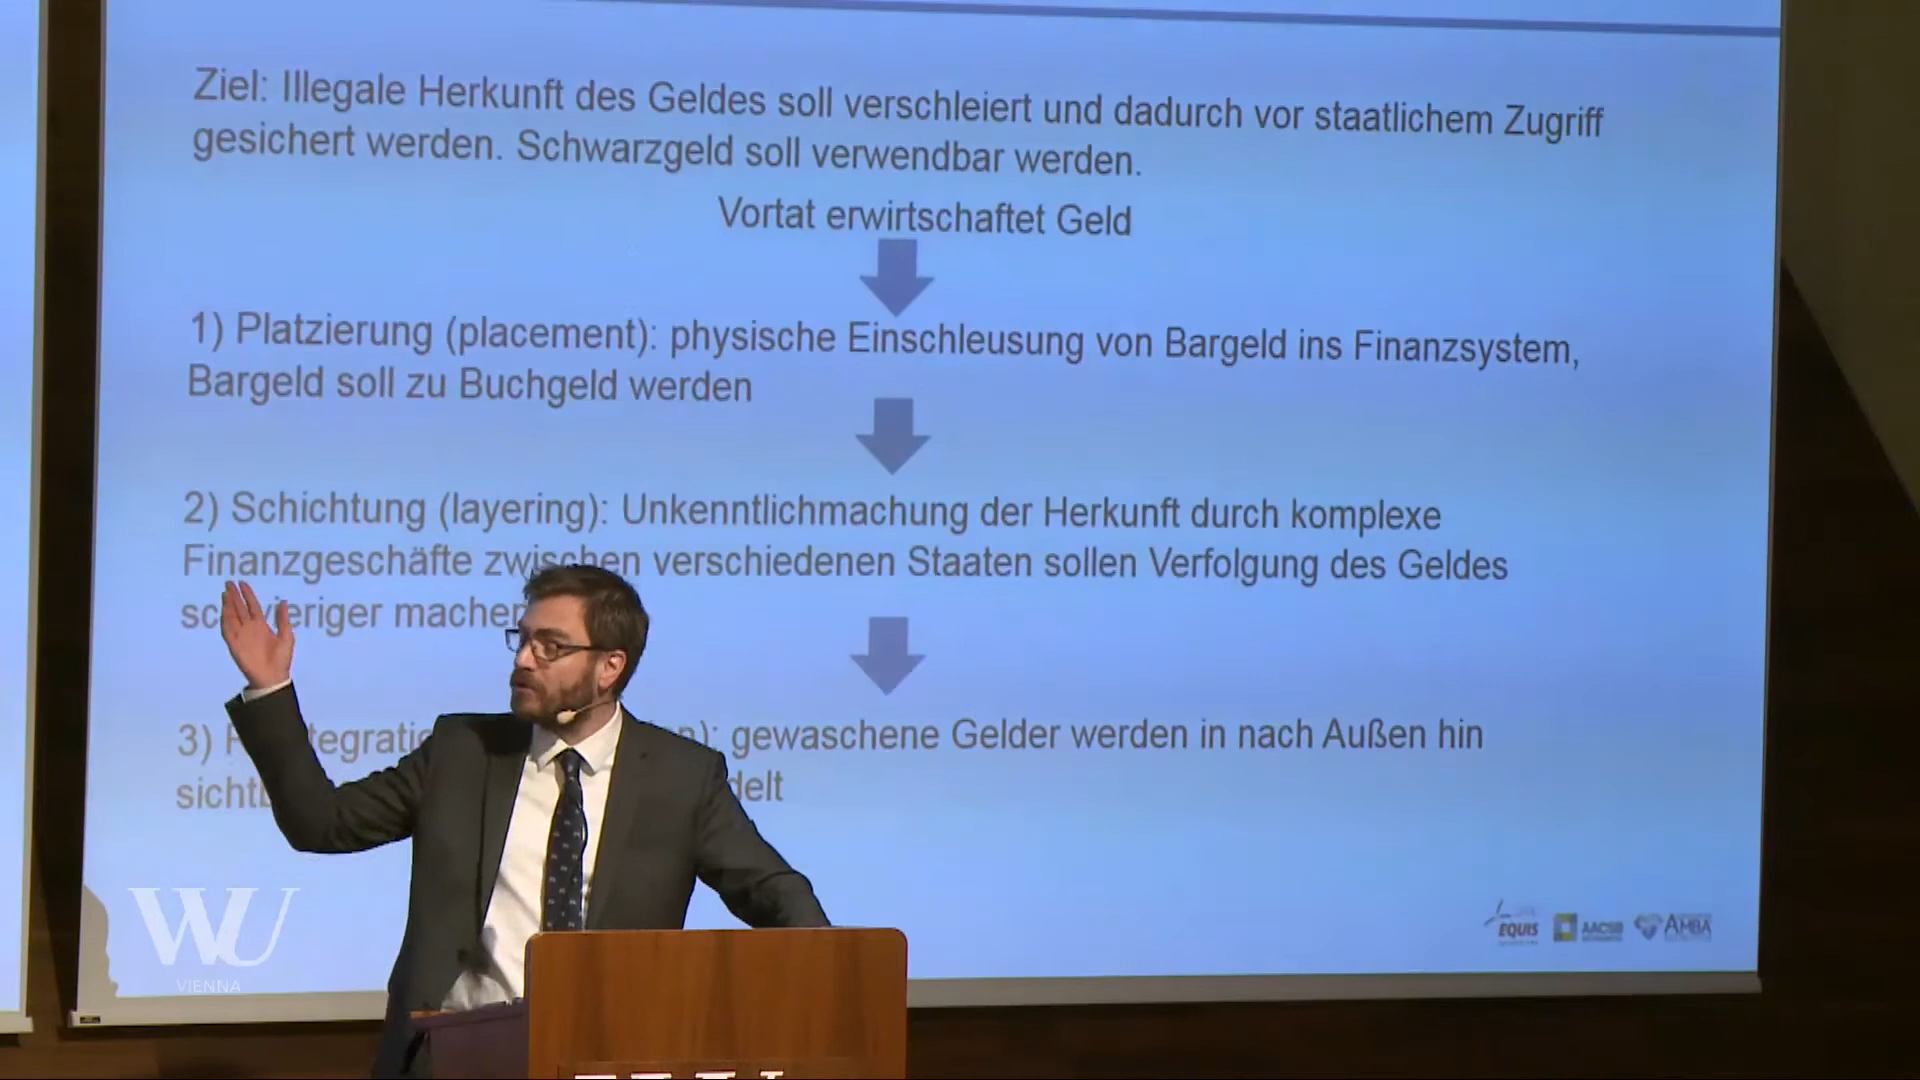 Ziel: Illegale Herkunft des Geldes soll verschleiert und dadurch vor staatlichem Zugriff
gesichert werden. Schwarzgeld soll verwendbar werden.
Vortat erwirtschaftet Geld
1) Platzierung (placement): physische Einschleusung von Bargeld ins Finanzsystem,
Bargeld soll zu Buchgeld werden
2) Schichtung (layering): Unkenntlichmachung der Herkunft durch komplexe
Finanzgeschäfte zwischen verschiedenen Staaten sollen Verfolgung des Geldes
schwieriger machen
3) gewaschene Gelder werden in nach Außen hin
WU
VIENNA
EQUIS
AACSB
AMBA